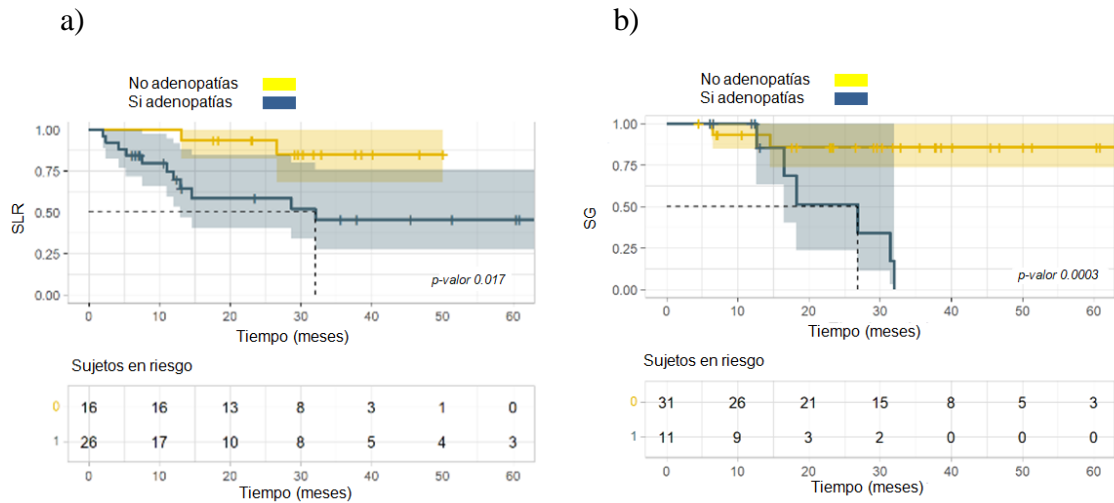 a)
No adenopatías
Si adenopatías
SLR
1.00
0.75
0.50
0.25
0.00
p-valor 0.017
0 10 20 30 40 50 60
Tiempo (meses)
Sujetos en riesgo
0 16 16 13 8 3 1 0
1 26 17 10 8 5 4 3
0 10 20 30 40 50 60
Tiempo (meses)
b)
No adenopatías
Si adenopatías
SG
1.00
0.75
0.50
0.25
0.00
p-valor 0.0003
0 10 20 30 40 50 60
Tiempo (meses)
Sujetos en riesgo
0 31 26 21 15 8 5 3
1 11 9 3 2 0 0 0
0 10 20 30 40 50 60
Tiempo (meses)